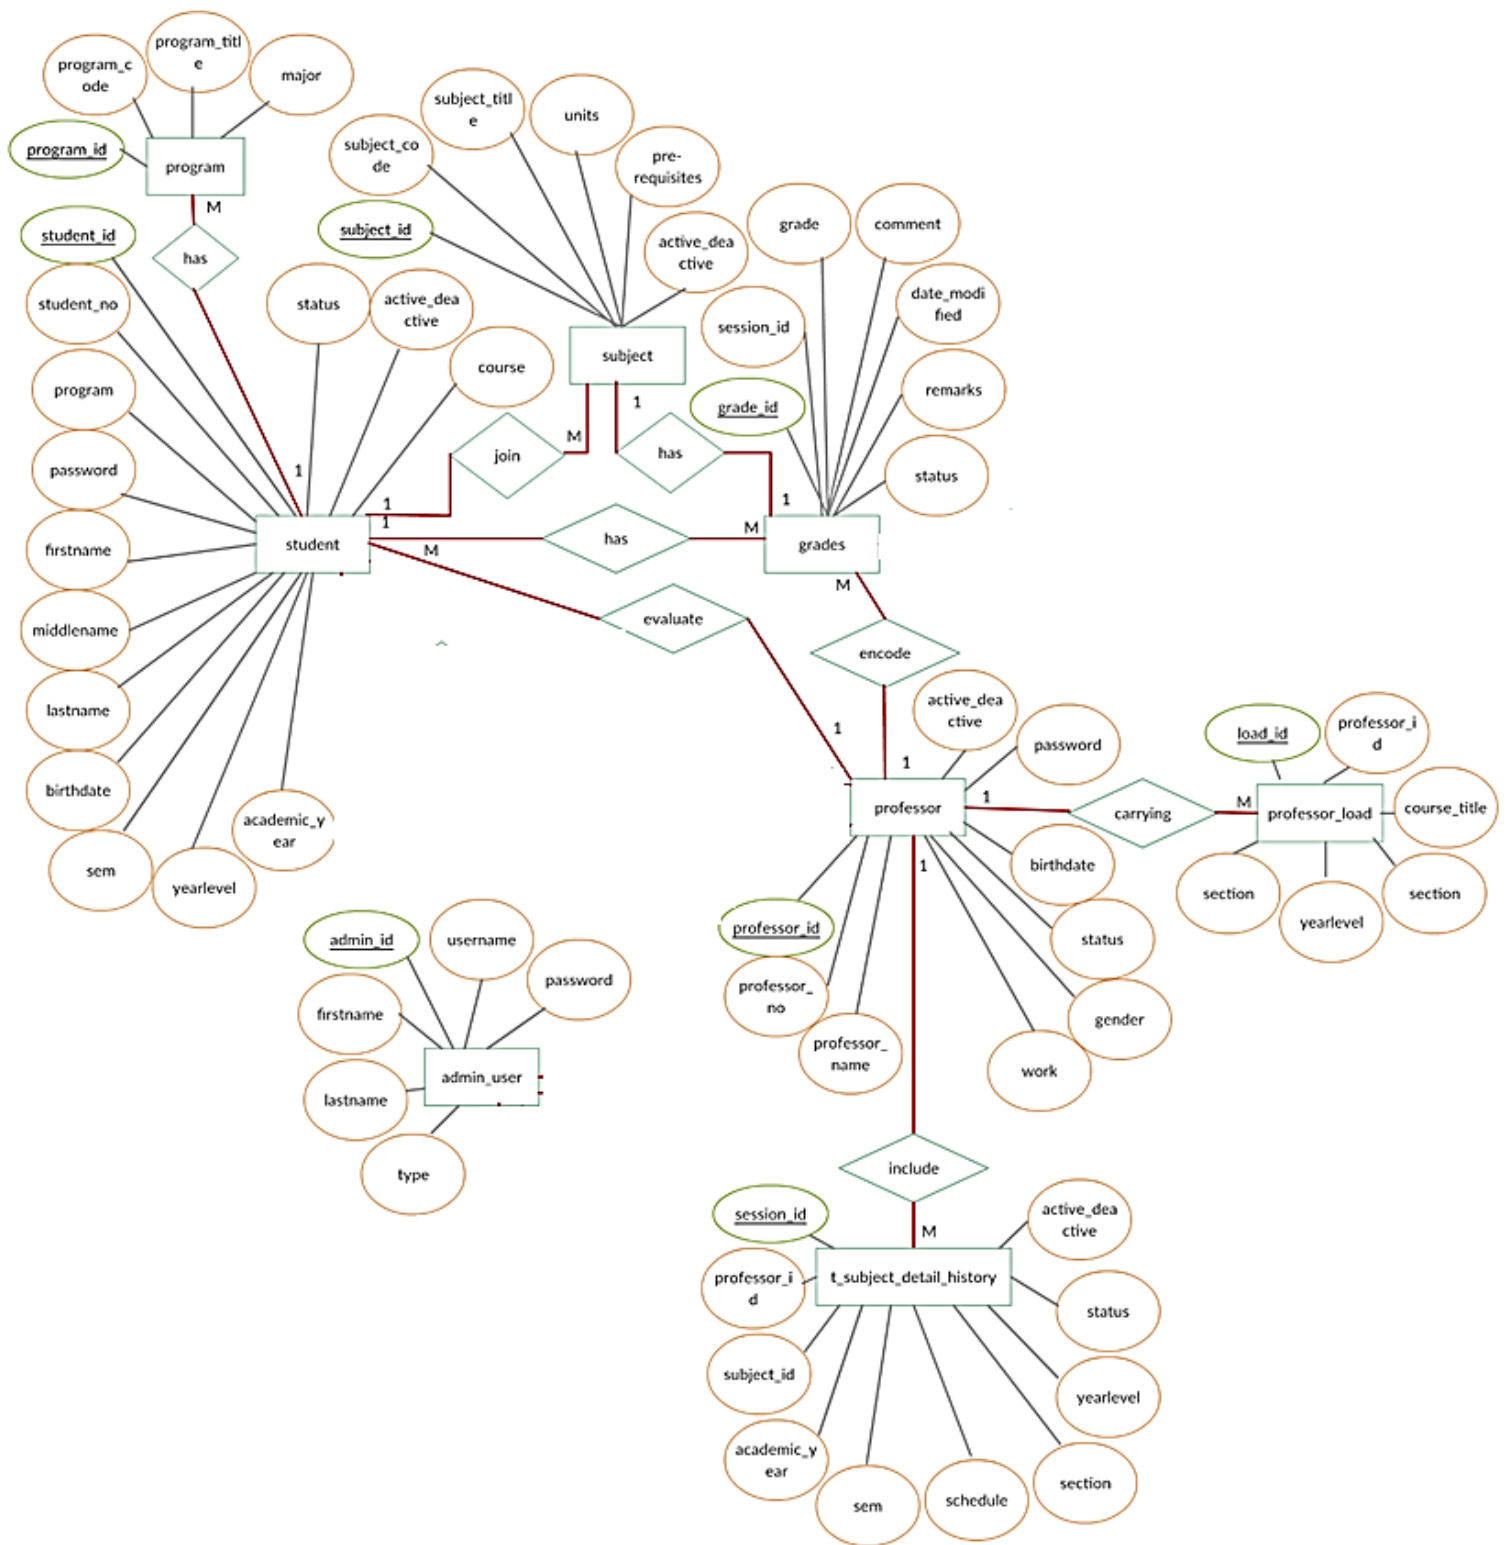 program_c
ode
program_titl
e
major
program_id
program
M
has
student_id
student_no
program
password
firstname
middlename
lastname
birthdate
sem
yearlevel
academic_y
ear
status
active_dea
ctive
course
1
student
subject_co
de
subject_titl
e
units
pre-
requisites
subject_id
active_dea
ctive
subject
1
M
join
has
1
1
1
has
M
M
evaluate
1
grade
comment
session_id
date_modi
fied
grade_id
remarks
status
grades
M
encode
1
active_dea
ctive
password
professor
1
carrying
M
load_id
professor_i
d
professor_load
course_title
section
yearlevel
section
1
birthdate
status
gender
work
professor_id
professor_
no
professor_
name
admin_id
username
password
firstname
lastname
admin_user
type
include
M
session_id
active_dea
ctive
professor_i
d
t_subject_detail_history
status
subject_id
yearlevel
academic_y
ear
sem
schedule
section